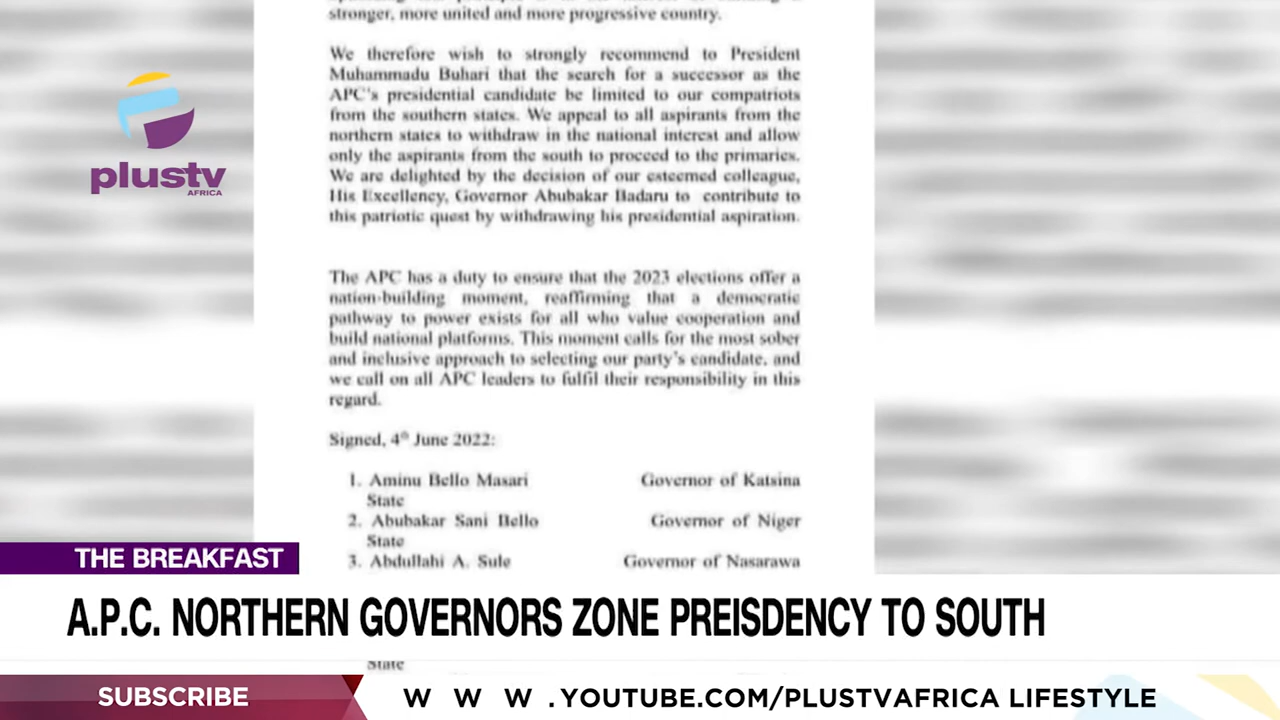 stronger, more united and more progressive country.
We therefore wish to strongly recommend to President
Muhammadu Buhari that the search for a successor as the
APC's presidential candidate be limited to our compatriots
from the southern states. We appeal to all aspirants from the
northern states to withdraw in the national interest and allow
only the aspirants from the south to proceed to the primaries.
We are delighted by the decision of our esteemed colleague,
His Excellency, Governor Abubakar Badaru to contribute to
this patriotic quest by withdrawing his presidential aspiration.
The APC has a duty to ensure that the 2023 elections offer a
nation-building moment, reaffirming that a democratic
pathway to power exists for all who value cooperation and
build national platforms. This moment calls for the most sober
and inclusive approach to selecting our party's candidate, and
we call on all APC leaders to fulfil their responsibility in this
regard.
Signed, 4th June 2022:
1. Aminu Bello Masari Governor of Katsina
State
2. Abubakar Sani Bello Governor of Niger
State
3. Abdullahi A. Sule Governor of Nasarawa
State
plustv
AFRICA
THE BREAKFAST
A.P.C. NORTHERN GOVERNORS ZONE PREISDENCY TO SOUTH
SUBSCRIBE
W W W .YOUTUBE.COM/PLUSTVAFRICA LIFESTYLE